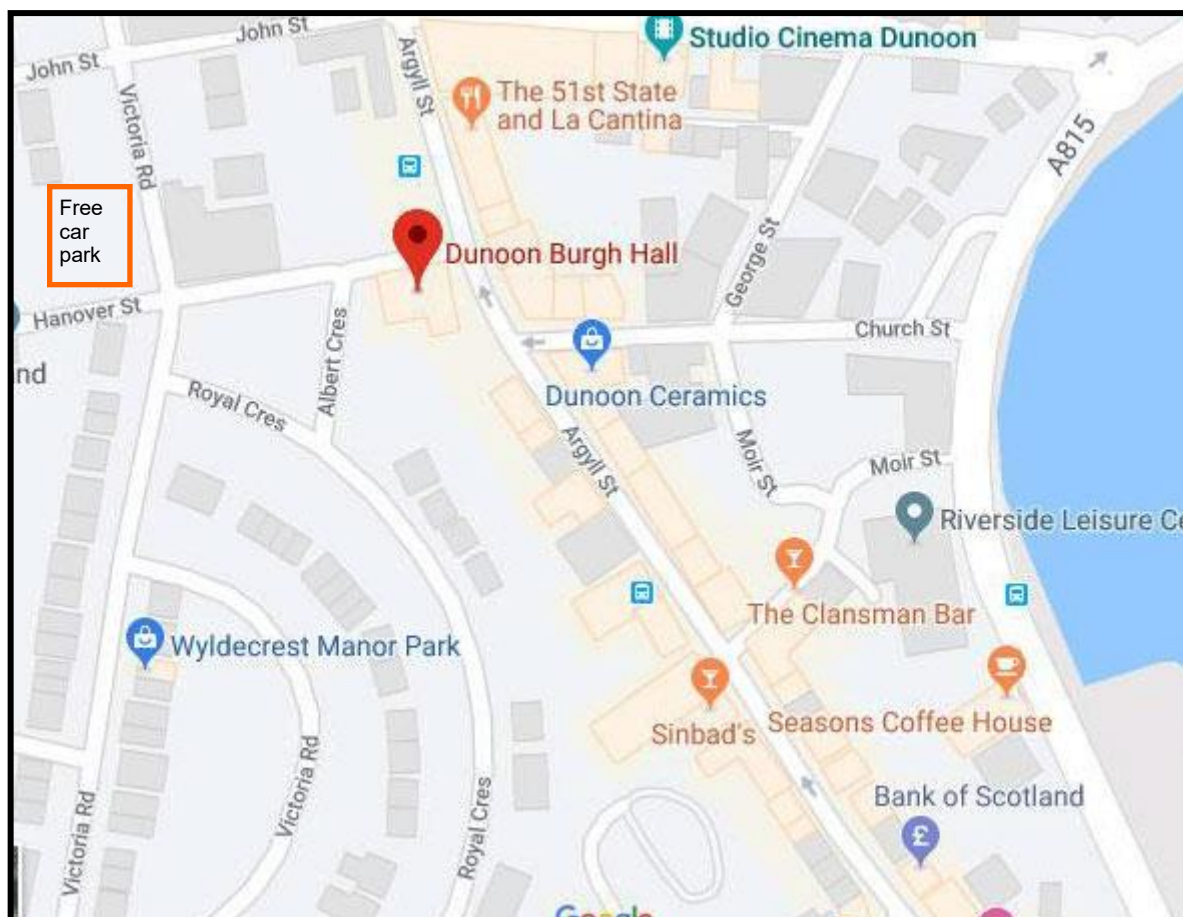 John St
Studio Cinema Dunoon
John St
Argyll St
The 51st State
and La Cantina
Victoria Rd
A815
Free
car
park
Dunoon Burgh Hall
George St
Hanover St
Church St
nd
Albert Cres
Dunoon Ceramics
Royal Cres
Argyll St
Moir St
Moir St
Riverside Leisure Ce
The Clansman Bar
Wyldecrest Manor Park
Sinbad's
Seasons Coffee House
Victoria Rd
Bank of Scotland
£
Victoria Rd
Royal Cres
Google